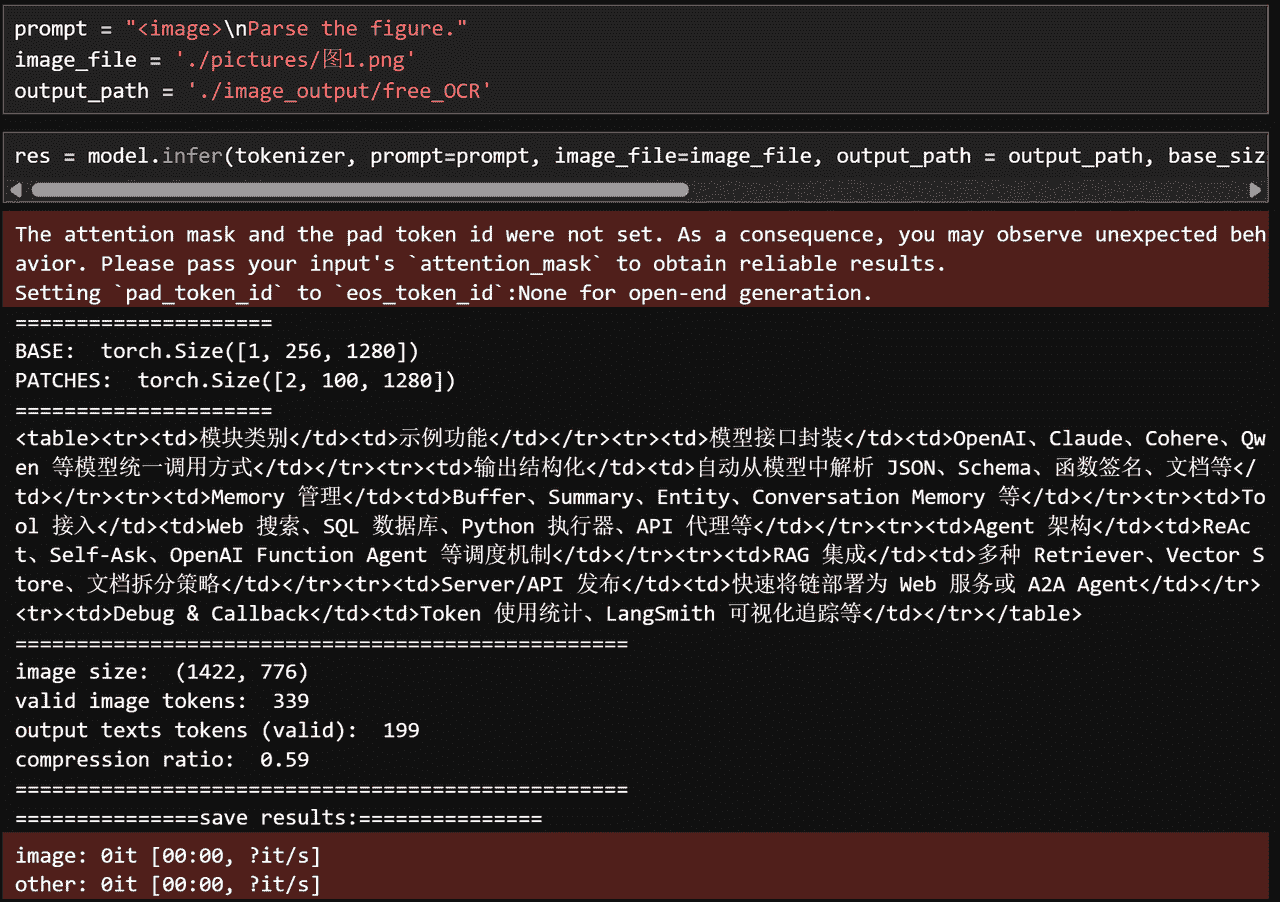 prompt = "<image>\nParse the figure."
image_file = './pictures/图1.png'
output_path = './image_output/free_OCR'
res = model.infer(tokenizer, prompt=prompt, image_file=image_file, output_path = output_path, base_siz
The attention mask and the pad token id were not set. As a consequence, you may observe unexpected beh
avior. Please pass your input's `attention_mask` to obtain reliable results.
Setting `pad_token_id` to `eos_token_id`:None for open-end generation.
=====================
BASE:  torch.Size([1, 256, 1280])
PATCHES:  torch.Size([2, 100, 1280])
=====================
<table><tr><td>模块类别</td><td>示例功能</td></tr><tr><td>模型接口封装</td><td>OpenAI、Claude、Cohere、Qw
en 等模型统一调用方式</td></tr><tr><td>输出结构化</td><td>自动从模型中解析 JSON、Schema、函数签名、文档等</
td></tr><tr><td>Memory 管理</td><td>Buffer、Summary、Entity、Conversation Memory 等</td></tr><tr><td>To
ol 接入</td><td>Web 搜索、SQL 数据库、Python 执行器、API 代理等</td></tr><tr><td>Agent 架构</td><td>ReAc
t、Self-Ask、OpenAI Function Agent 等调度机制</td></tr><tr><td>RAG 集成</td><td>多种 Retriever、Vector S
tore、文档拆分策略</td></tr><tr><td>Server/API 发布</td><td>快速将链部署为 Web 服务或 A2A Agent</td></tr>
<tr><td>Debug & Callback</td><td>Token 使用统计、LangSmith 可视化追踪等</td></tr></table>
==================================================
image size:  (1422, 776)
valid image tokens:  339
output texts tokens (valid):  199
compression ratio:  0.59
==================================================
===============save results:===============
image: 0it [00:00, ?it/s]
other: 0it [00:00, ?it/s]